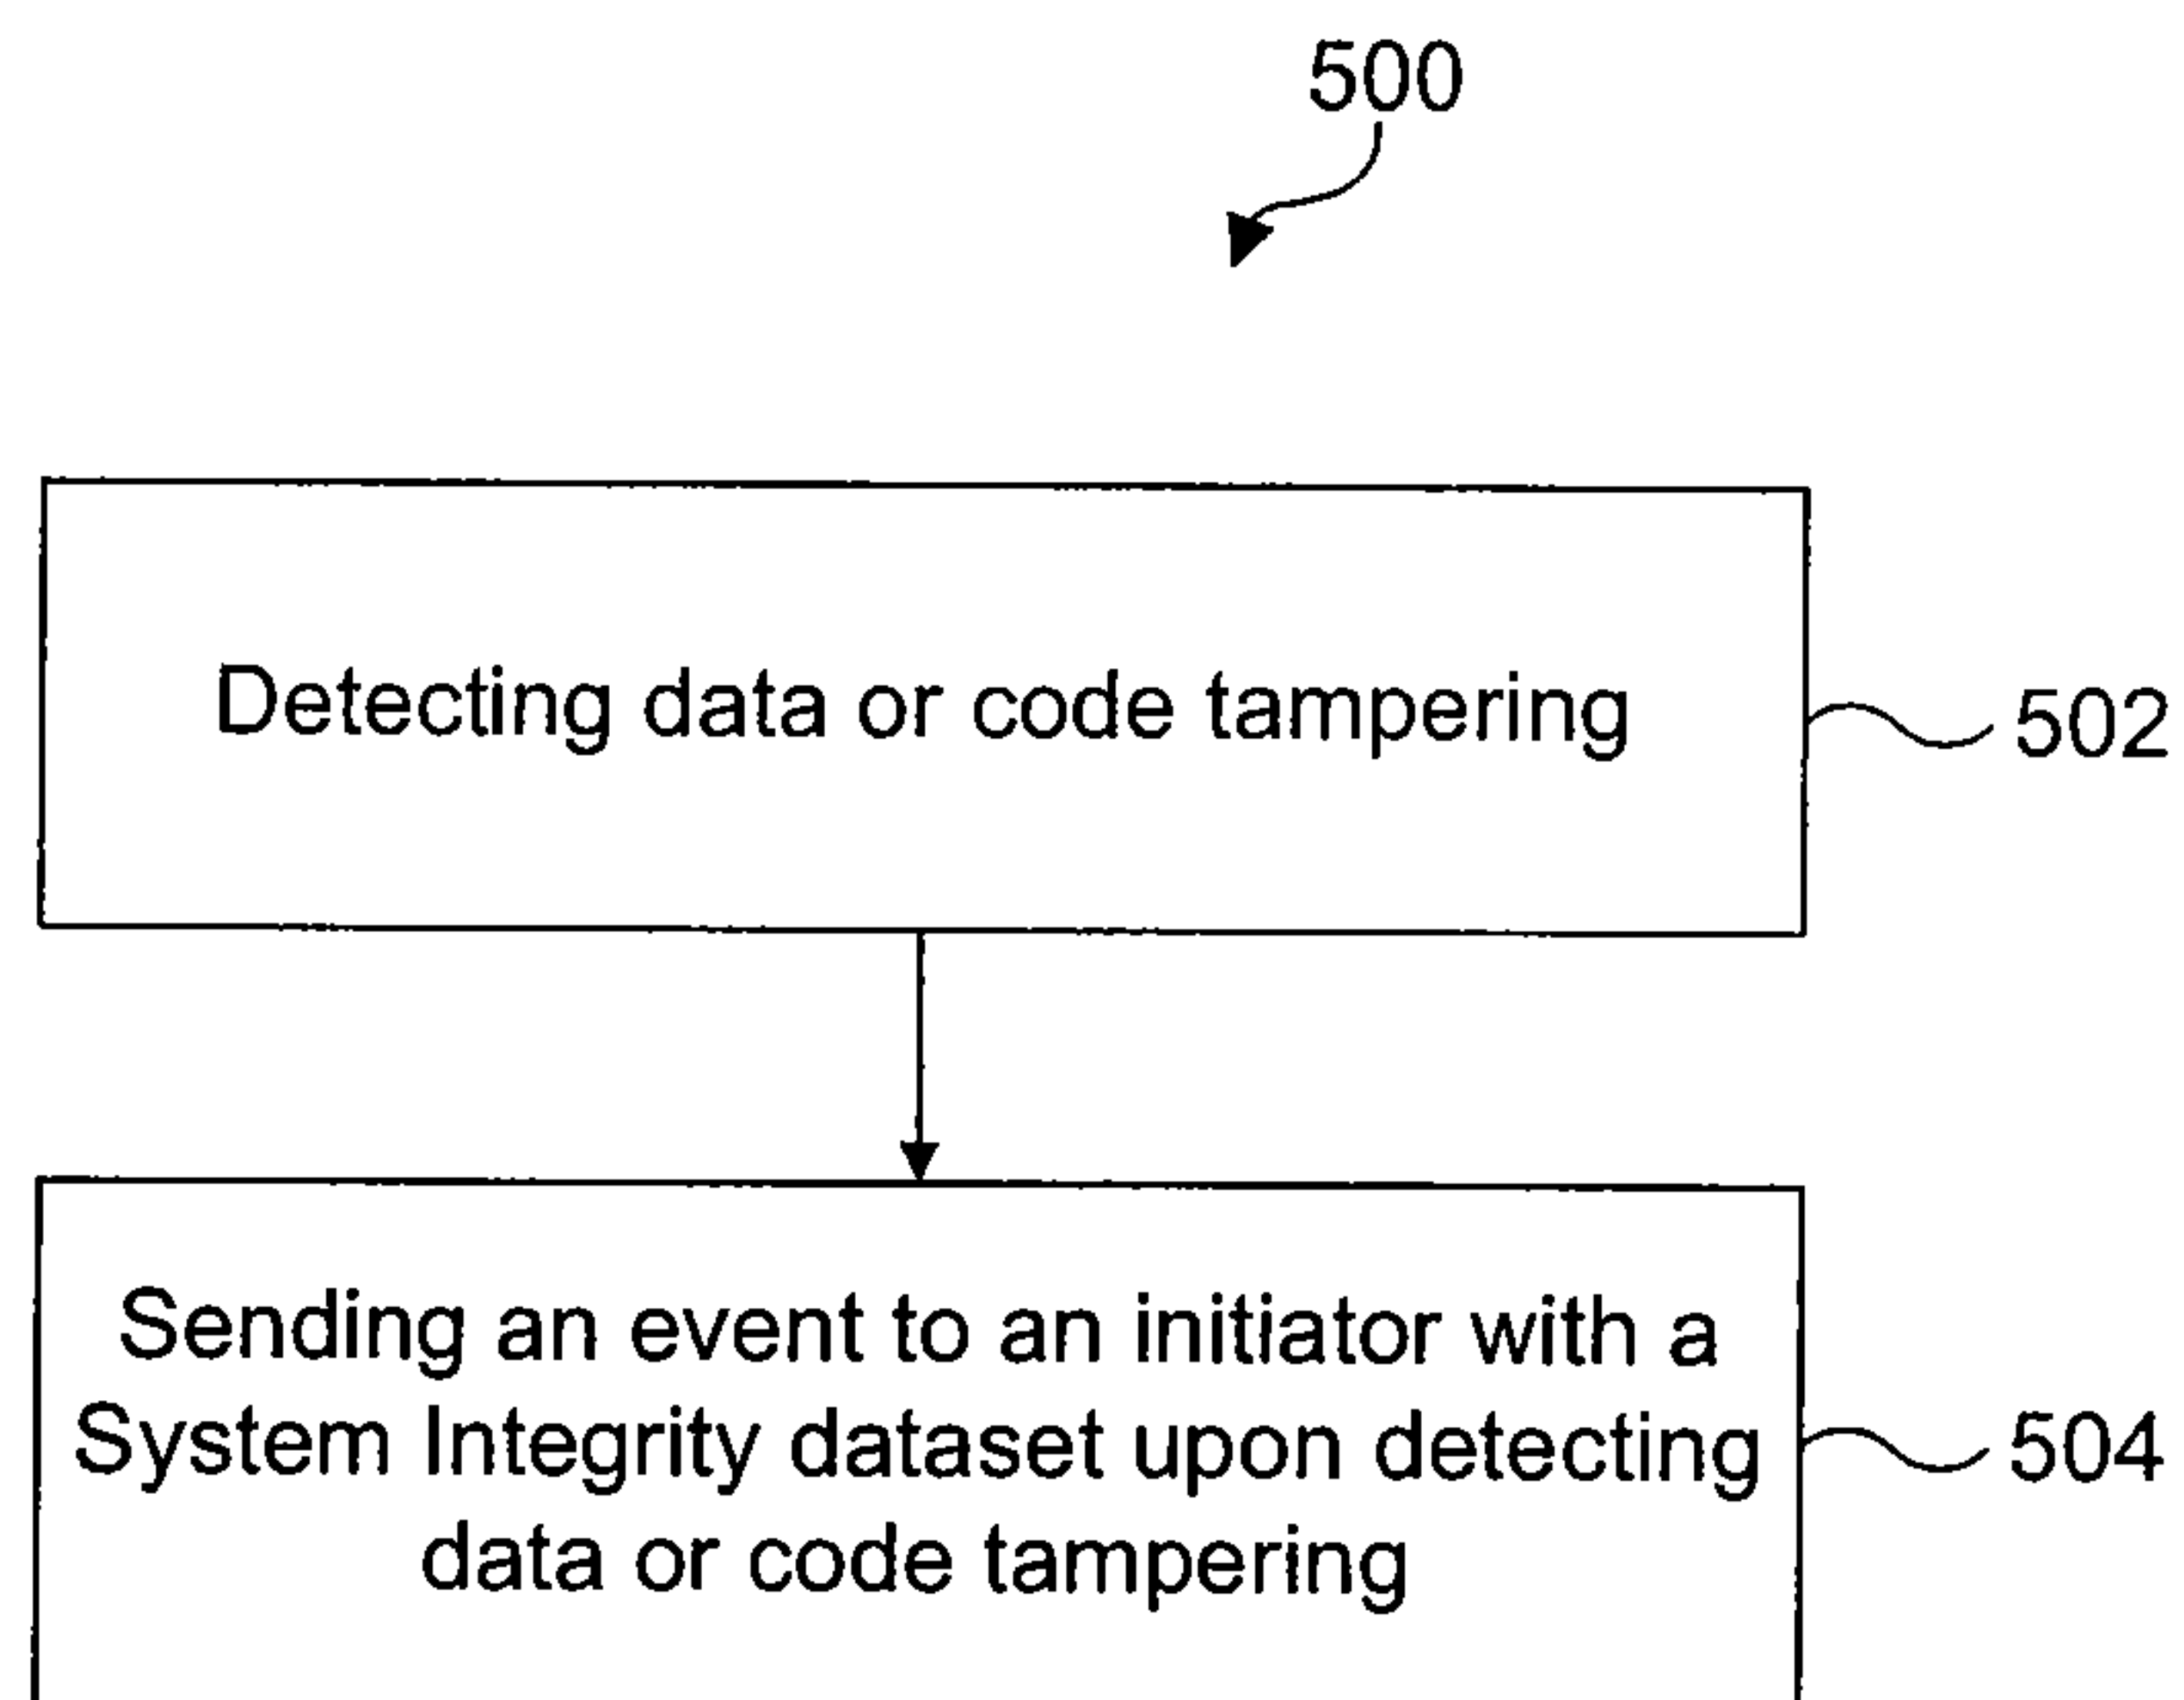 500
Detecting data or code tampering
502
Sending an event to an initiator with a
System Integrity dataset upon detecting
data or code tampering
504